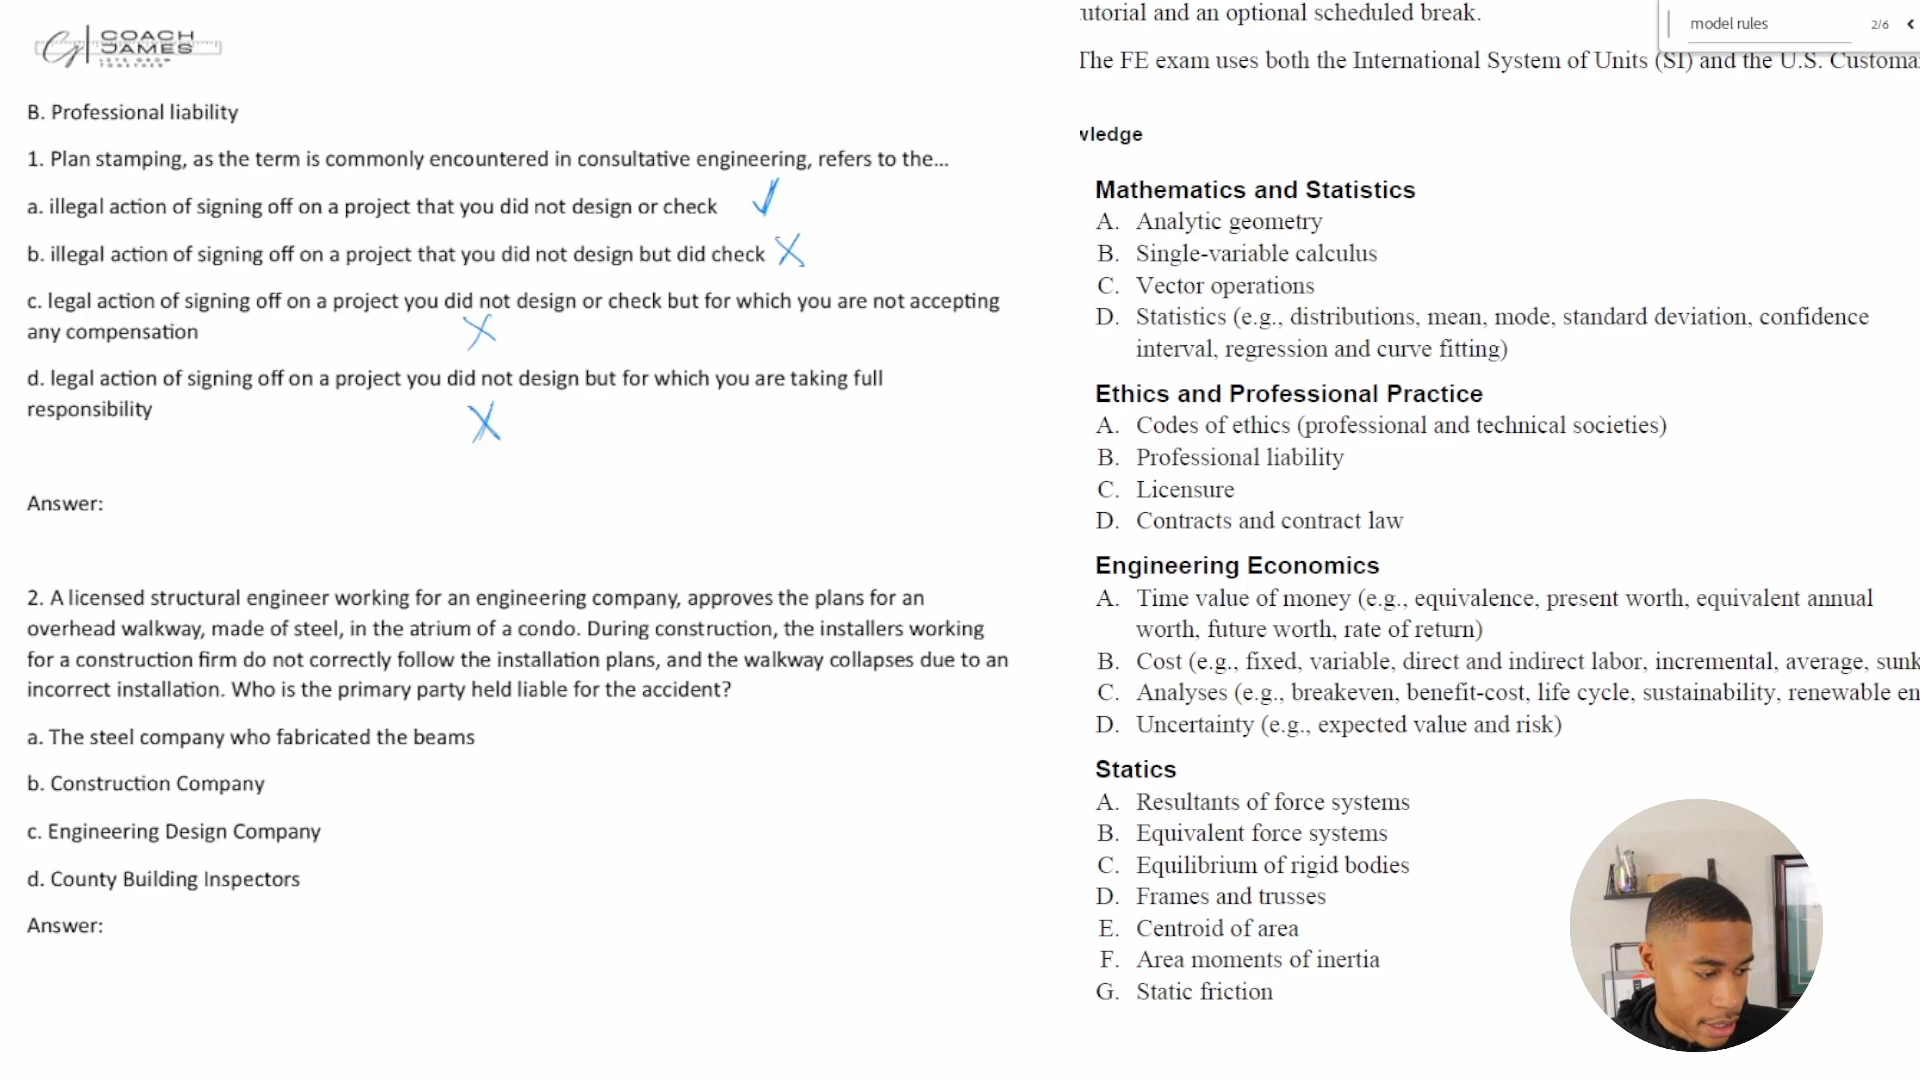 COACH
JAMES
LETS GROW
TOGETHER
B. Professional liability
1. Plan stamping, as the term is commonly encountered in consultative engineering, refers to the...
a. illegal action of signing off on a project that you did not design or check
b. illegal action of signing off on a project that you did not design but did check
c. legal action of signing off on a project you did not design or check but for which you are not accepting
any compensation
d. legal action of signing off on a project you did not design but for which you are taking full
responsibility
Answer:
2. A licensed structural engineer working for an engineering company, approves the plans for an
overhead walkway, made of steel, in the atrium of a condo. During construction, the installers working
for a construction firm do not correctly follow the installation plans, and the walkway collapses due to an
incorrect installation. Who is the primary party held liable for the accident?
a. The steel company who fabricated the beams
b. Construction Company
c. Engineering Design Company
d. County Building Inspectors
Answer:
utorial and an optional scheduled break.
model rules 2/6
The FE exam uses both the International System of Units (SI) and the U.S. Customa
wledge
Mathematics and Statistics
A. Analytic geometry
B. Single-variable calculus
C. Vector operations
D. Statistics (e.g., distributions, mean, mode, standard deviation, confidence
interval, regression and curve fitting)
Ethics and Professional Practice
A. Codes of ethics (professional and technical societies)
B. Professional liability
C. Licensure
D. Contracts and contract law
Engineering Economics
A. Time value of money (e.g., equivalence, present worth, equivalent annual
worth, future worth, rate of return)
B. Cost (e.g., fixed, variable, direct and indirect labor, incremental, average, sunk
C. Analyses (e.g., breakeven, benefit-cost, life cycle, sustainability, renewable en
D. Uncertainty (e.g., expected value and risk)
Statics
A. Resultants of force systems
B. Equivalent force systems
C. Equilibrium of rigid bodies
D. Frames and trusses
E. Centroid of area
F. Area moments of inertia
G. Static friction